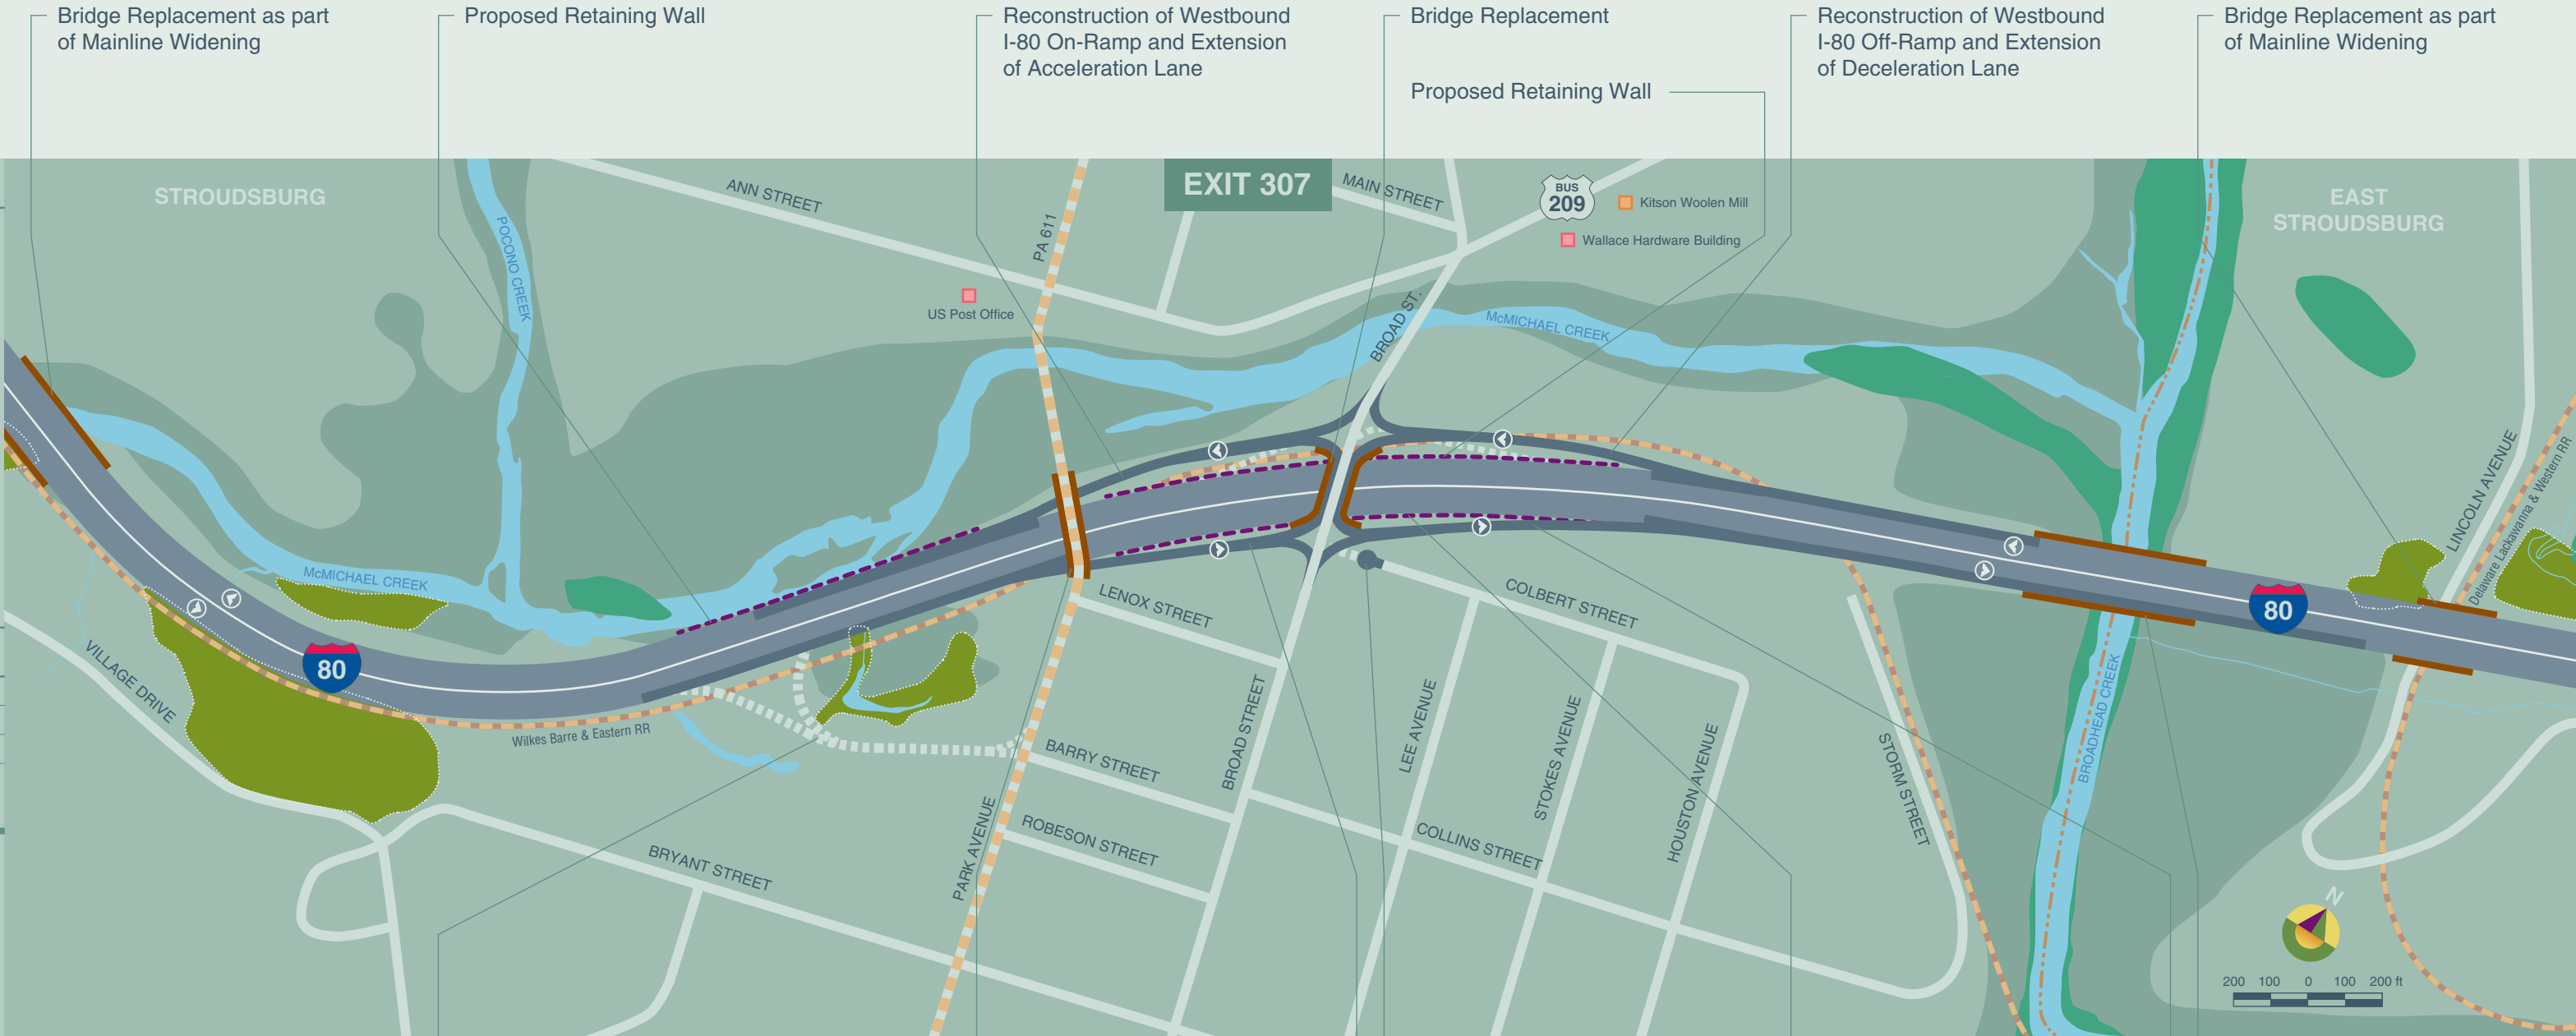 Bridge Replacement as part
of Mainline Widening
Proposed Retaining Wall
Reconstruction of Westbound
I-80 On-Ramp and Extension
of Acceleration Lane
Bridge Replacement
Proposed Retaining Wall
Reconstruction of Westbound
I-80 Off-Ramp and Extension
of Deceleration Lane
Bridge Replacement as part
of Mainline Widening
STROUDSBURG
POCONO CREEK
ANN STREET
PA 611
EXIT 307
MAIN STREET
BUS
209
Kitson Woolen Mill
Wallace Hardware Building
EAST
STROUDSBURG
US Post Office
BROAD ST.
McMICHAEL CREEK
LINCOLN AVENUE
Delaware Lackawanna & Western RR
McMICHAEL CREEK
80
80
VILLAGE DRIVE
Wilkes Barre & Eastern RR
LENOX STREET
COLBERT STREET
BROAD STREET
LEE AVENUE
STOKES AVENUE
HOUSTON AVENUE
STORM STREET
BROADHEAD CREEK
BARRY STREET
PARK AVENUE
ROBESON STREET
COLLINS STREET
BRYANT STREET
N
200 100 0 100 200 ft